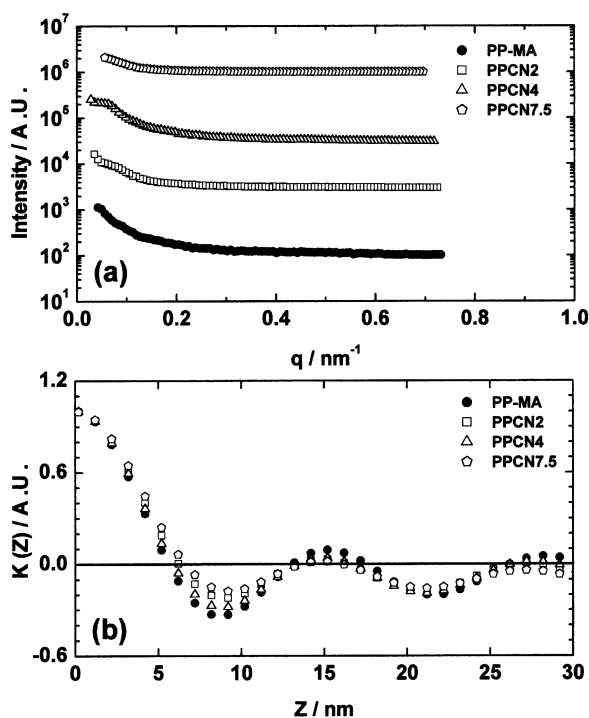 10^7
10^6
10^5
10^4
10^3
10^2
10^1
Intensity / A.U.
PP-MA
PPCN2
PPCN4
PPCN7.5
(a)
0.0 0.2 0.4 0.6 0.8 1.0
q / nm^-1
1.2
0.6
0.0
-0.6
K (Z) / A.U.
PP-MA
PPCN2
PPCN4
PPCN7.5
(b)
0 5 10 15 20 25 30
Z / nm